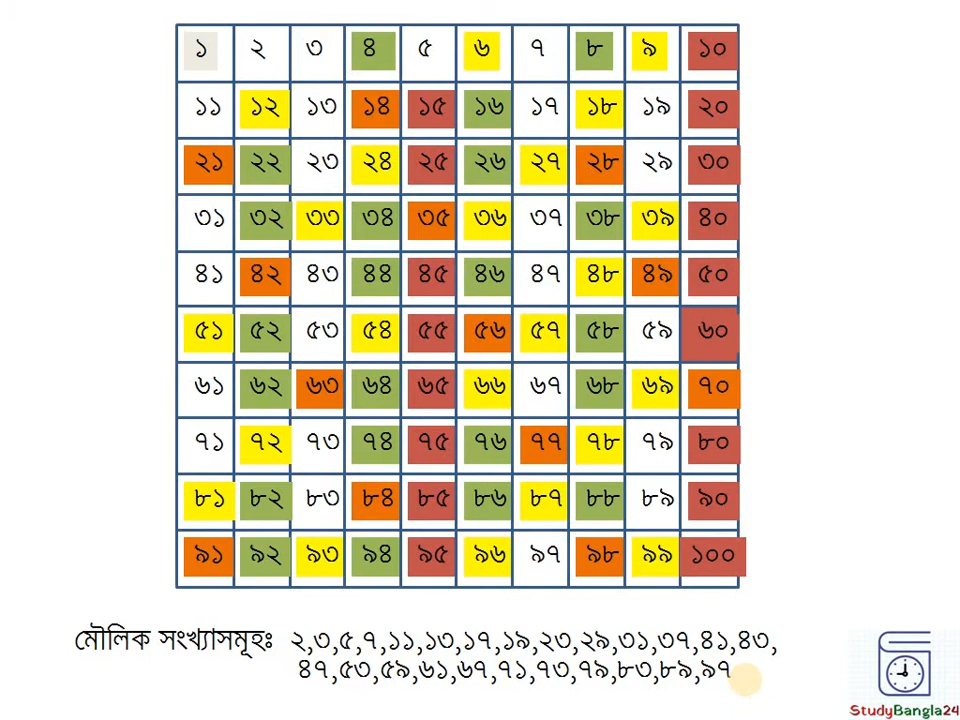 ১ ২ ৩ ৪ ৫ ৬ ৭ ৮ ৯ ১০
১১ ১২ ১৩ ১৪ ১৫ ১৬ ১৭ ১৮ ১৯ ২০
২১ ২২ ২৩ ২৪ ২৫ ২৬ ২৭ ২৮ ২৯ ৩০
৩১ ৩২ ৩৩ ৩৪ ৩৫ ৩৬ ৩৭ ৩৮ ৩৯ ৪০
৪১ ৪২ ৪৩ ৪৪ ৪৫ ৪৬ ৪৭ ৪৮ ৪৯ ৫০
৫১ ৫২ ৫৩ ৫৪ ৫৫ ৫৬ ৫৭ ৫৮ ৫৯ ৬০
৬১ ৬২ ৬৩ ৬৪ ৬৫ ৬৬ ৬৭ ৬৮ ৬৯ ৭০
৭১ ৭২ ৭৩ ৭৪ ৭৫ ৭৬ ৭৭ ৭৮ ৭৯ ৮০
৮১ ৮২ ৮৩ ৮৪ ৮৫ ৮৬ ৮৭ ৮৮ ৮৯ ৯০
৯১ ৯২ ৯৩ ৯৪ ৯৫ ৯৬ ৯৭ ৯৮ ৯৯ ১০০
মৌলিক সংখ্যাসমূহঃ ২,৩,৫,৭,১১,১৩,১৭,১৯,২৩,২৯,৩১,৩৭,৪১,৪৩,
৪৭,৫৩,৫৯,৬১,৬৭,৭১,৭৩,৭৯,৮৩,৮৯,৯৭
StudyBangla24